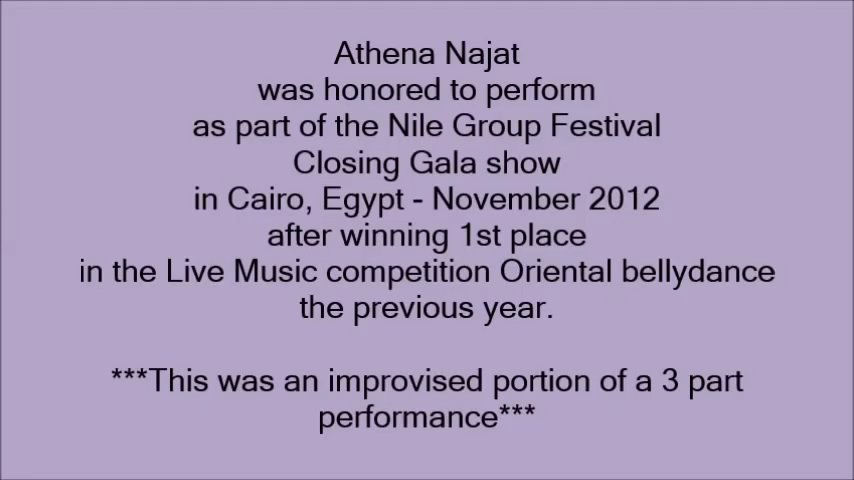 Athena Najat
was honored to perform
as part of the Nile Group Festival
Closing Gala show
in Cairo, Egypt - November 2012
after winning 1st place
in the Live Music competition Oriental bellydance
the previous year.
***This was an improvised portion of a 3 part
performance***